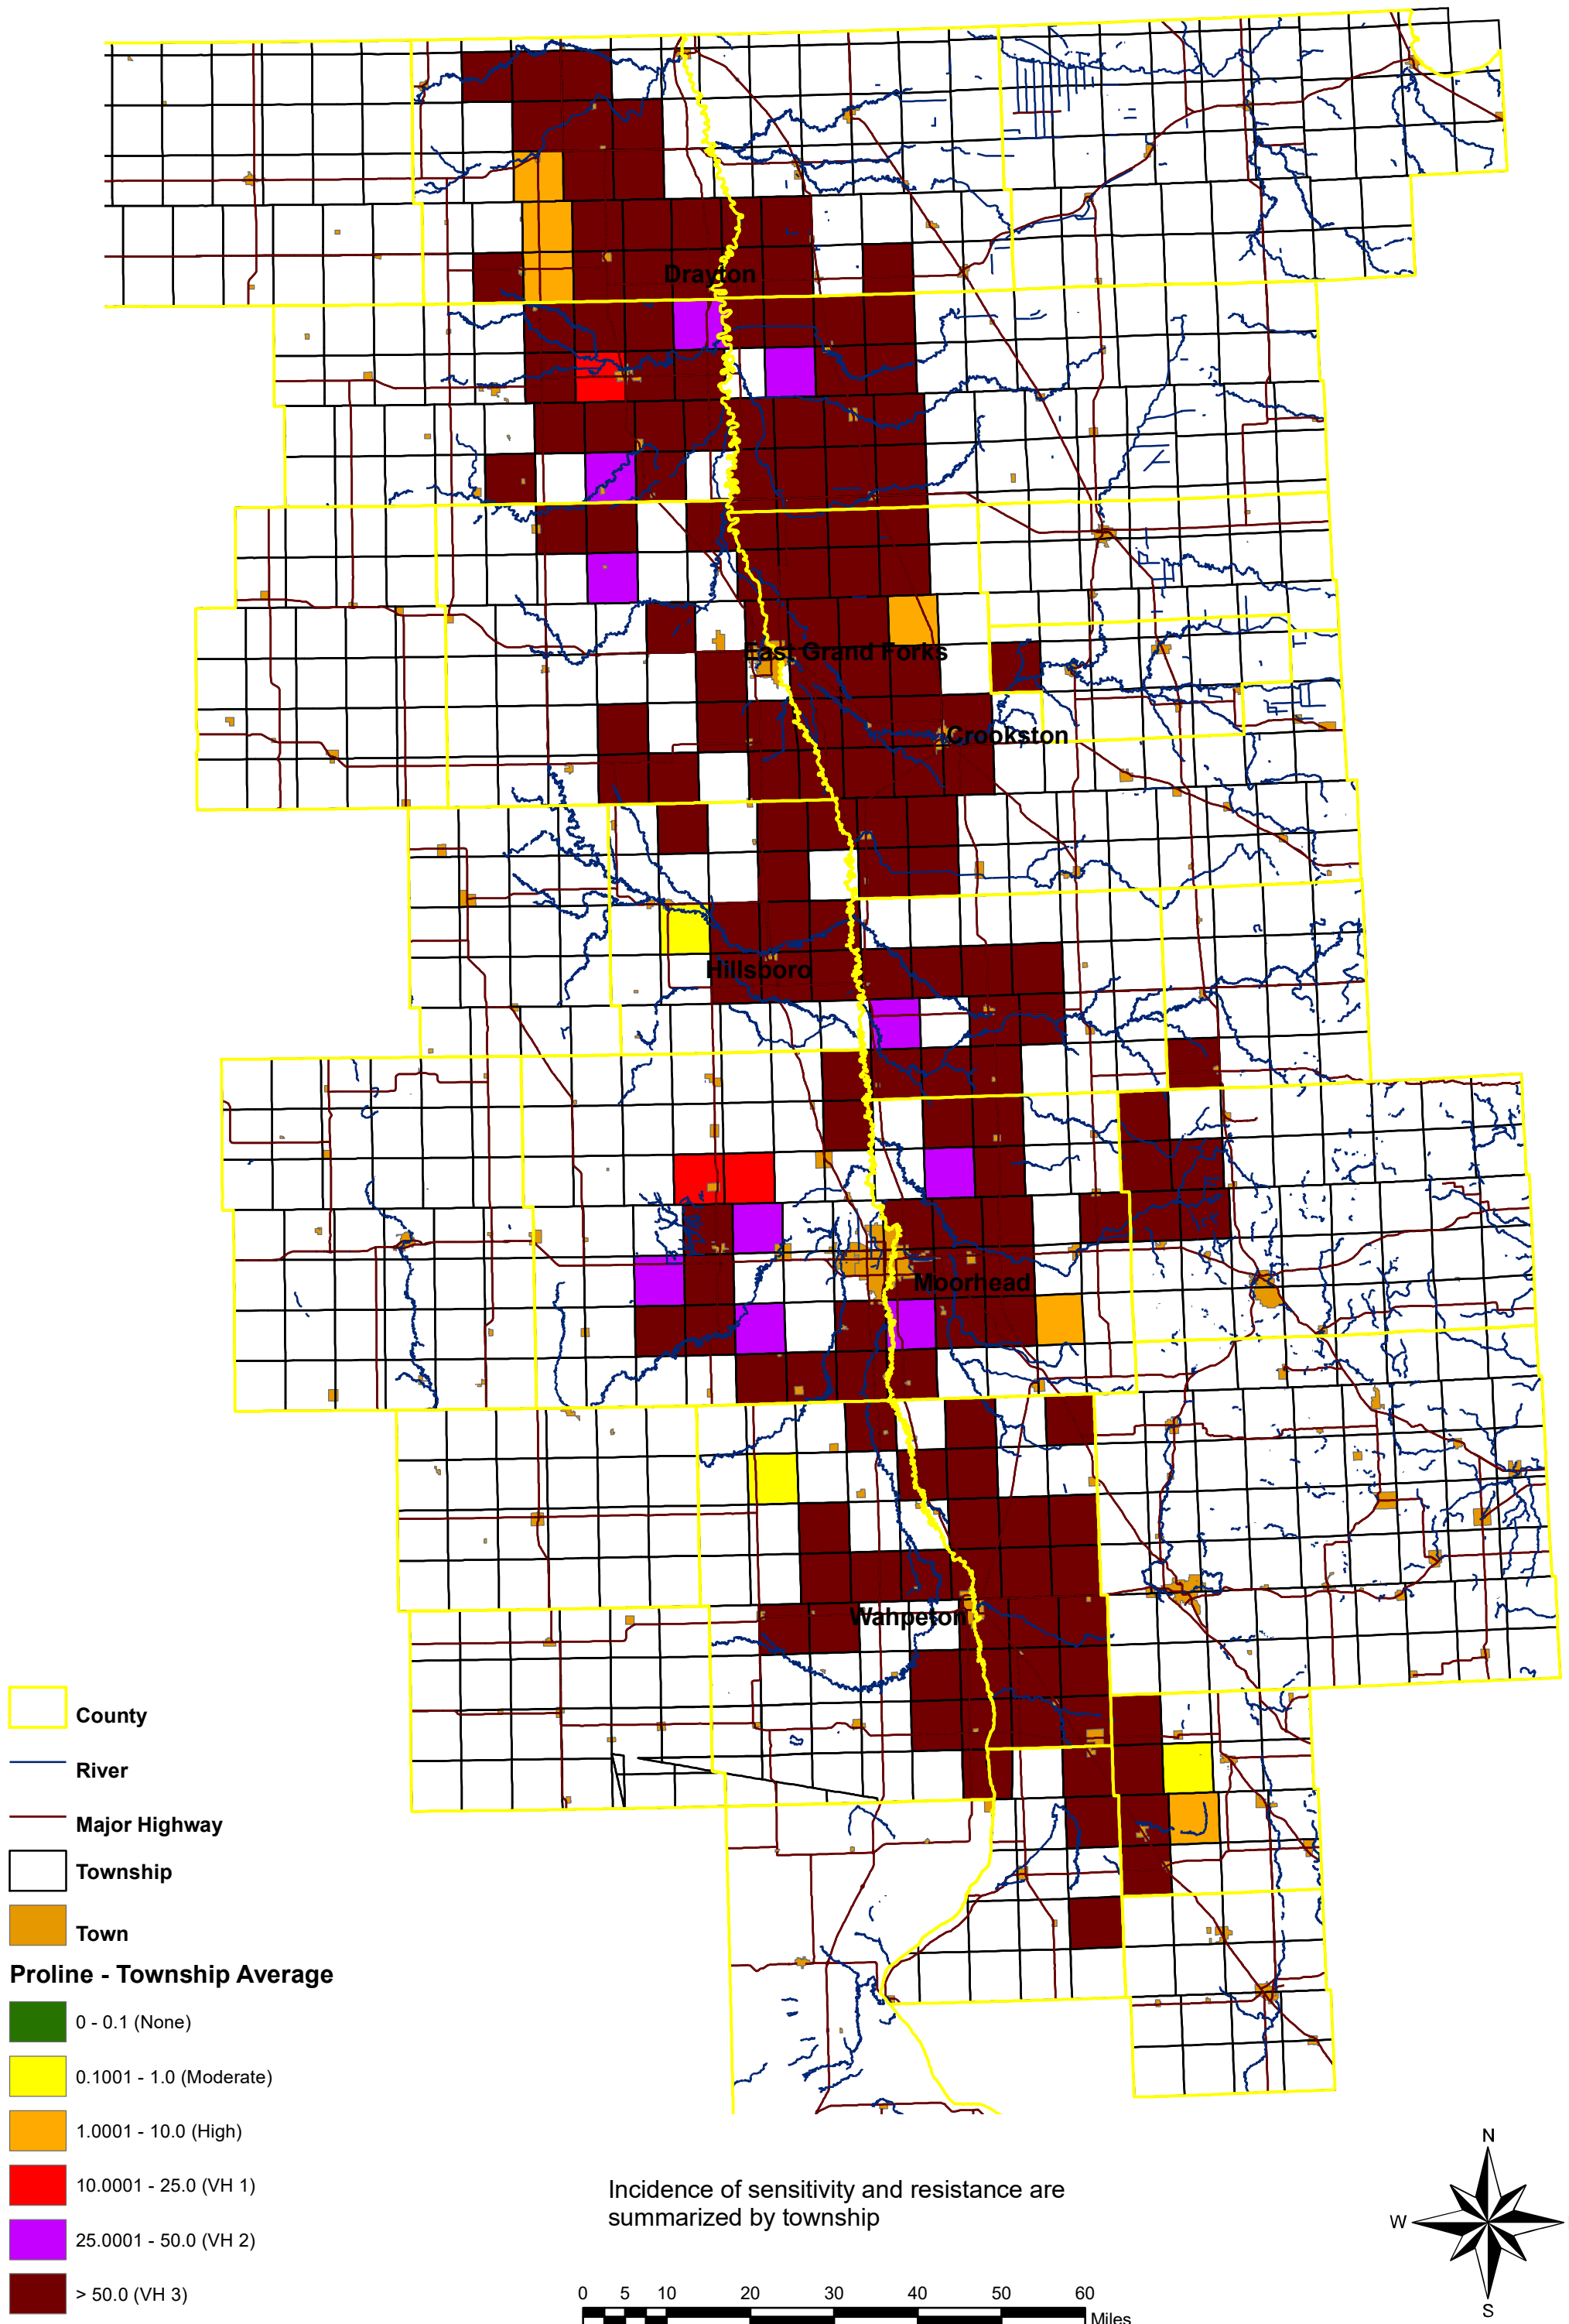 Drayton
East Grand Forks
Crookston
Hillsboro
Moorhead
Wahpeton
County
River
Major Highway
Township
Town
Proline - Township Average
0 - 0.1 (None)
0.1001 - 1.0 (Moderate)
1.0001 - 10.0 (High)
10.0001 - 25.0 (VH 1)
25.0001 - 50.0 (VH 2)
> 50.0 (VH 3)
Incidence of sensitivity and resistance are
summarized by township
0 5 10 20 30 40 50 60
Miles
N
W
S